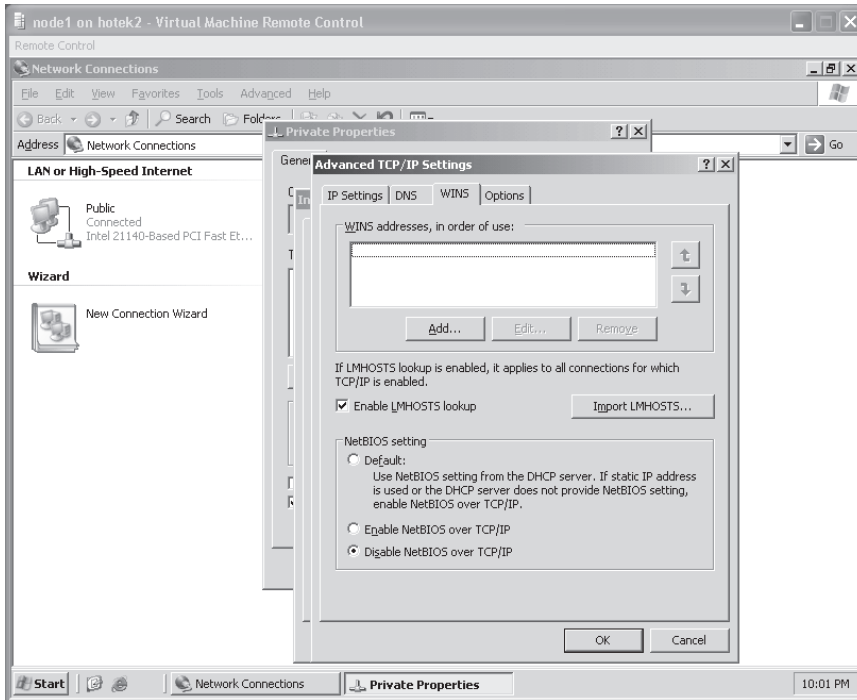 node1 on hotek2 - Virtual Machine Remote Control
Remote Control
Network Connections
File Edit View Favorites Tools Advanced Help
Back Search Folders
Address Network Connections Go
LAN or High-Speed Internet
Public
Connected
Intel 21140-Based PCI Fast Et...
Wizard
New Connection Wizard
Private Properties
Gene
Advanced TCP/IP Settings
IP Settings DNS WINS Options
WINS addresses, in order of use:
Add... Edit... Remove
If LMHOSTS lookup is enabled, it applies to all connections for which
TCP/IP is enabled.
Enable LMHOSTS lookup Import LMHOSTS...
NetBIOS setting
Default:
Use NetBIOS setting from the DHCP server. If static IP address
is used or the DHCP server does not provide NetBIOS setting,
enable NetBIOS over TCP/IP.
Enable NetBIOS over TCP/IP
Disable NetBIOS over TCP/IP
OK Cancel
Start Network Connections Private Properties 10:01 PM